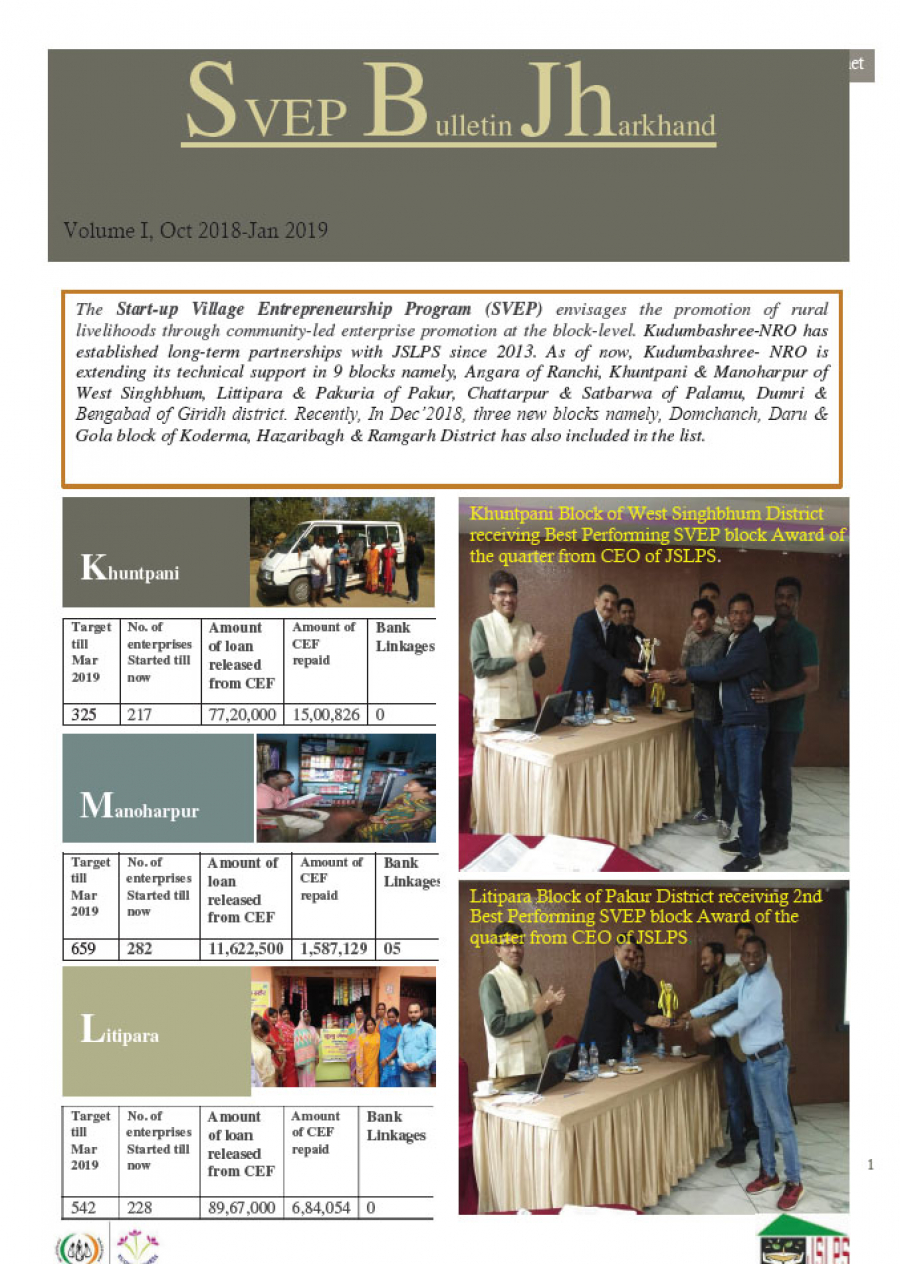 et
SVEP Bulletin Jharkhand
Volume I, Oct 2018-Jan 2019
The Start-up Village Entrepreneurship Program (SVEP) envisages the promotion of rural
livelihoods through community-led enterprise promotion at the block-level. Kudumbashree-NRO has
established long-term partnerships with JSLPS since 2013. As of now, Kudumbashree- NRO is
extending its technical support in 9 blocks namely, Angara of Ranchi, Khuntpani & Manoharpur of
West Singhbhum, Littipara & Pakuria of Pakur, Chattarpur & Satbarwa of Palamu, Dumri &
Bengabad of Giridh district. Recently, In Dec'2018, three new blocks namely, Domchanch, Daru &
Gola block of Koderma, Hazaribagh & Ramgarh District has also included in the list.
Khuntpani
Target till Mar 2019 No. of enterprises Started till now Amount of loan released from CEF Amount of CEF repaid Bank Linkages
325 217 77,20,000 15,00,826 0
Manoharpur
Target till Mar 2019 No. of enterprises Started till now Amount of loan released from CEF Amount of CEF repaid Bank Linkages
659 282 11,622,500 1,587,129 05
Litipara
Target till Mar 2019 No. of enterprises Started till now Amount of loan released from CEF Amount of CEF repaid Bank Linkages
542 228 89,67,000 6,84,054 0
Khuntpani Block of West Singhbhum District
receiving Best Performing SVEP block Award of
the quarter from CEO of JSLPS.
Litipara Block of Pakur District receiving 2nd
Best Performing SVEP block Award of the
quarter from CEO of JSLPS
1
JSLPS